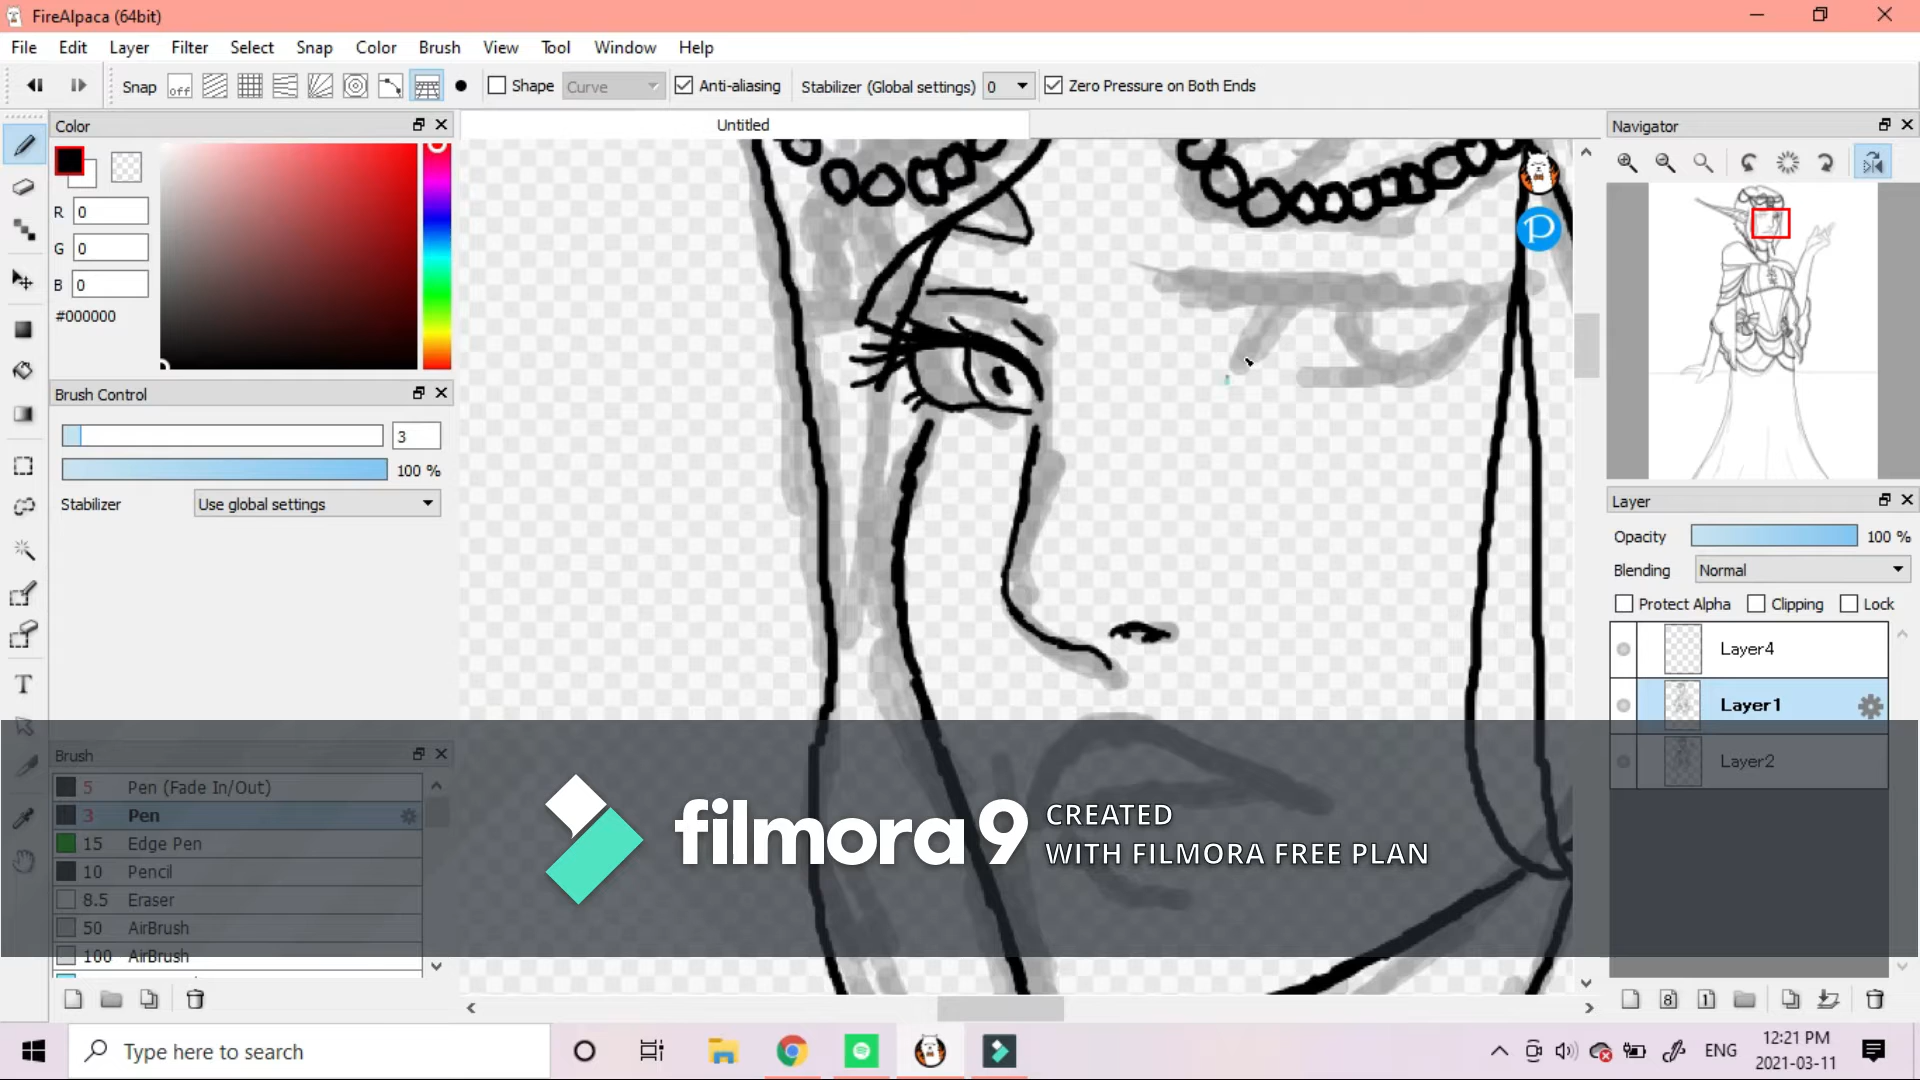 FireAlpaca (64bit)
File Edit Layer Filter Select Snap Color Brush View Tool Window Help
Snap off Shape Curve Anti-aliasing Stabilizer (Global settings) 0 Zero Pressure on Both Ends
Color
Untitled
Navigator
R 0
G 0
B 0
#000000
Brush Control
3
100 %
Stabilizer Use global settings
Layer
Opacity 100 %
Blending Normal
Protect Alpha Clipping Lock
Layer4
Layer1
Layer2
T
P
Brush
5 Pen (Fade In/Out)
3 Pen
15 Edge Pen
10 Pencil
8.5 Eraser
50 AirBrush
100 AirBrush
filmora9 CREATED
WITH FILMORA FREE PLAN
8 1
Type here to search
ENG
12:21 PM
2021-03-11